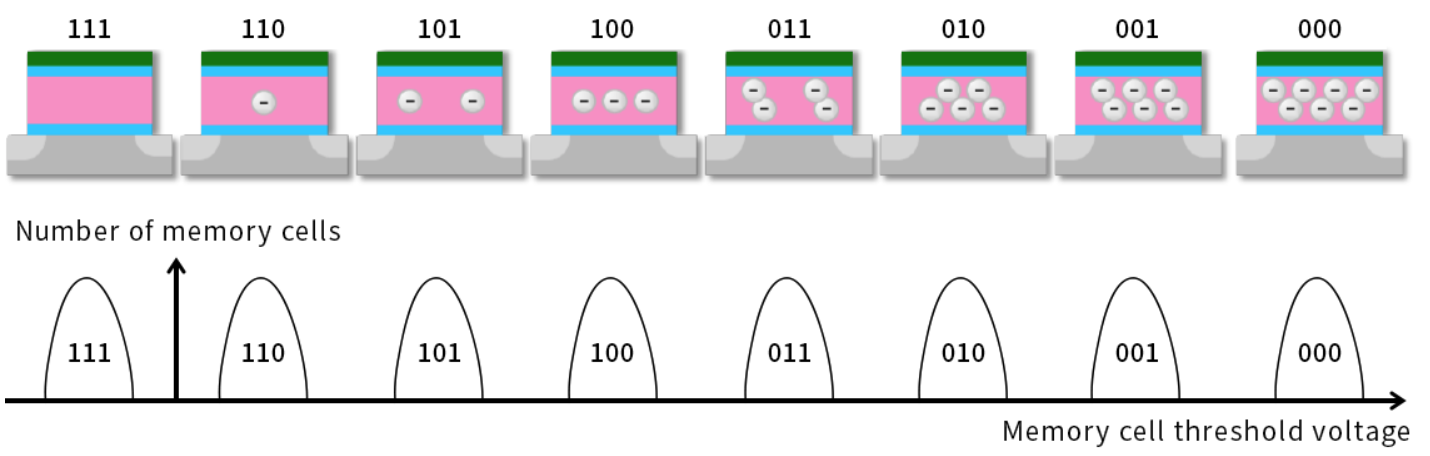 111 110 101 100 011 010 001 000
Number of memory cells
111 110 101 100 011 010 001 000
Memory cell threshold voltage